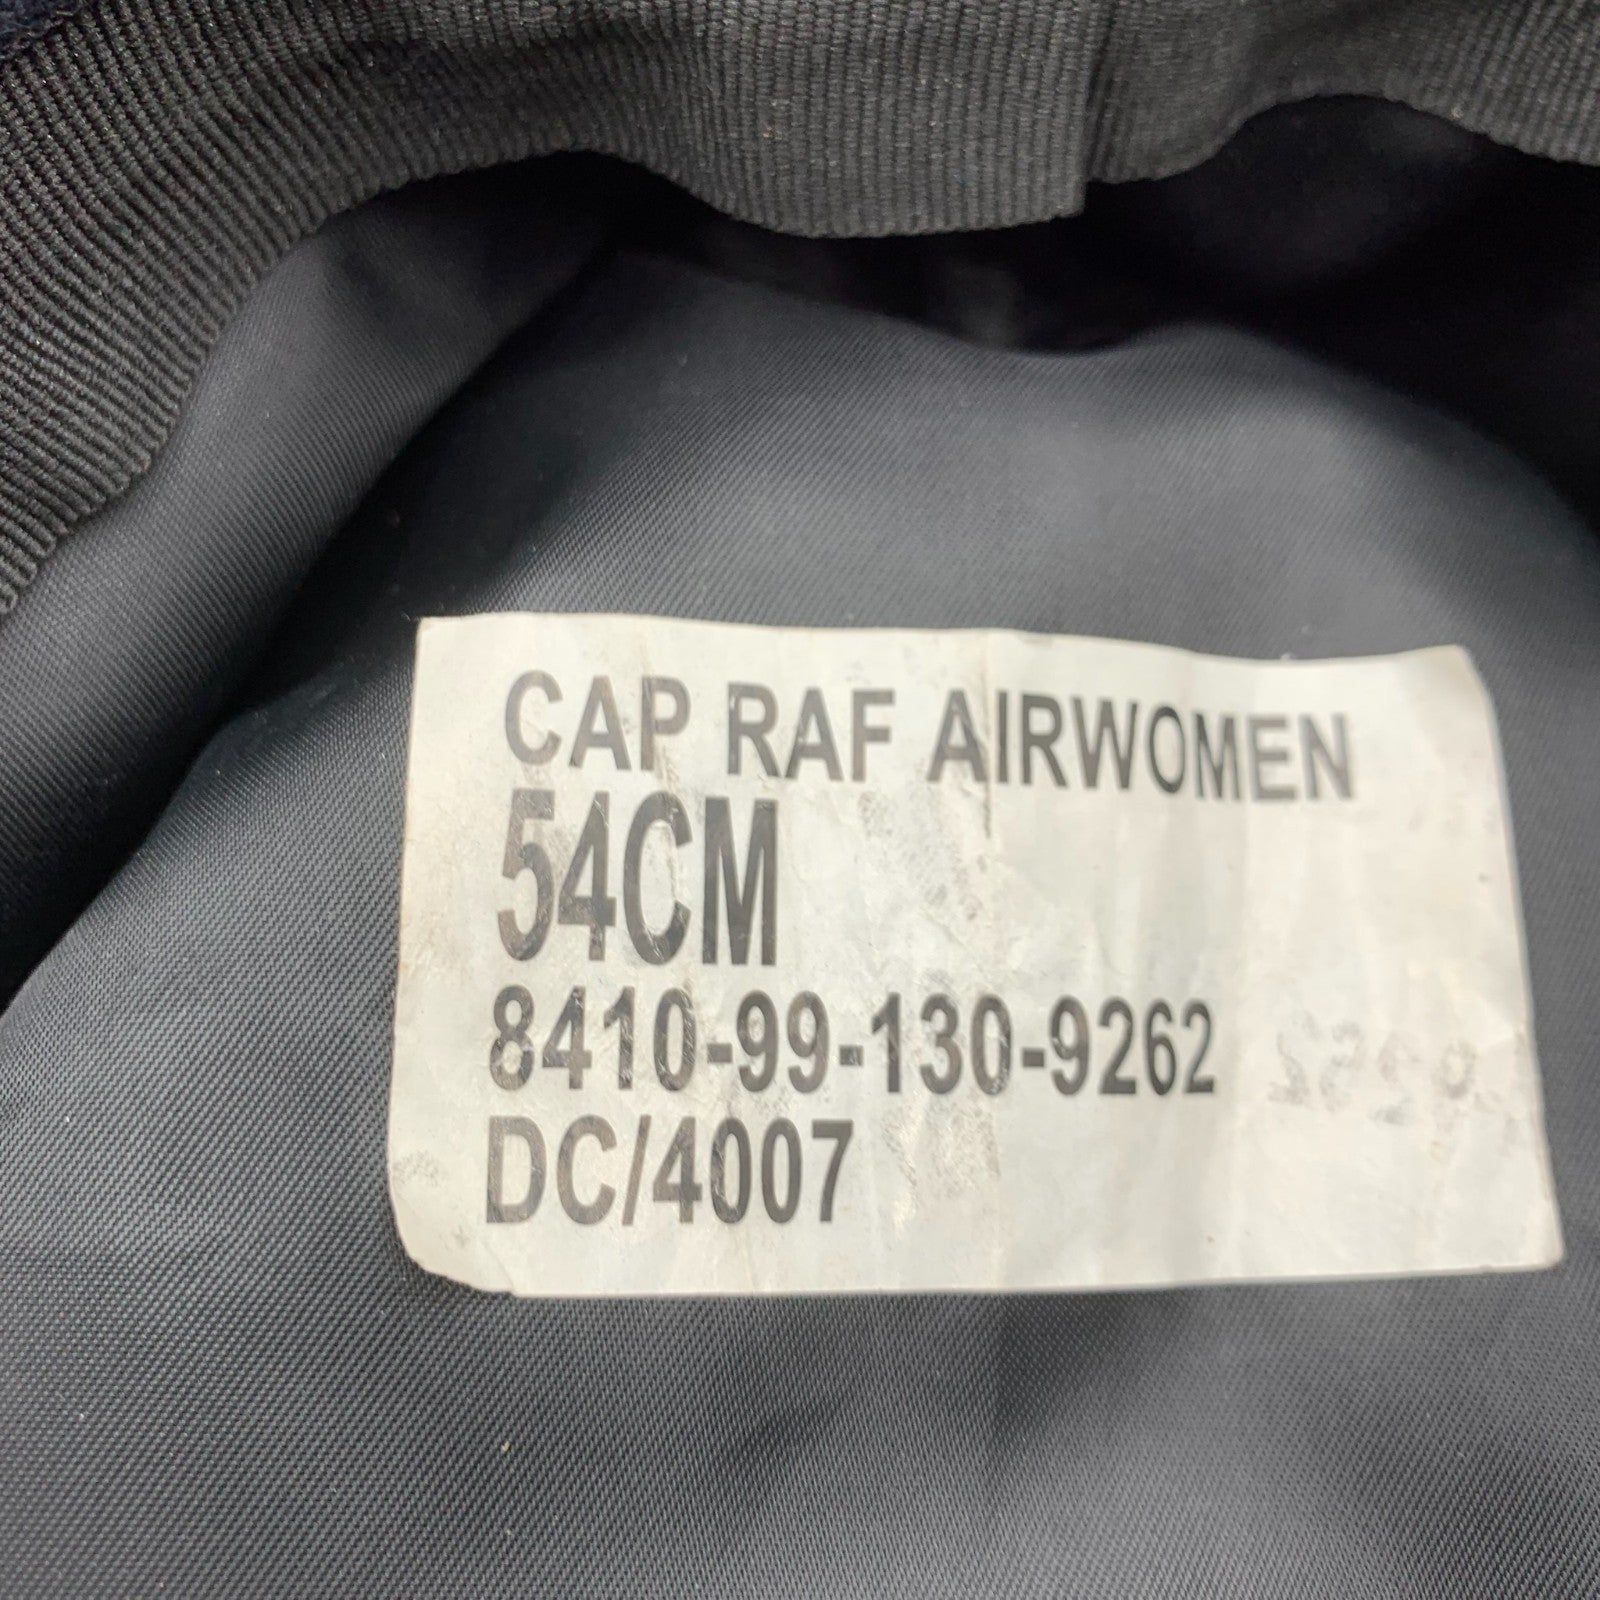 CAP RAF AIRWOMEN
54CM
8410-99-130-9262
DC/4007